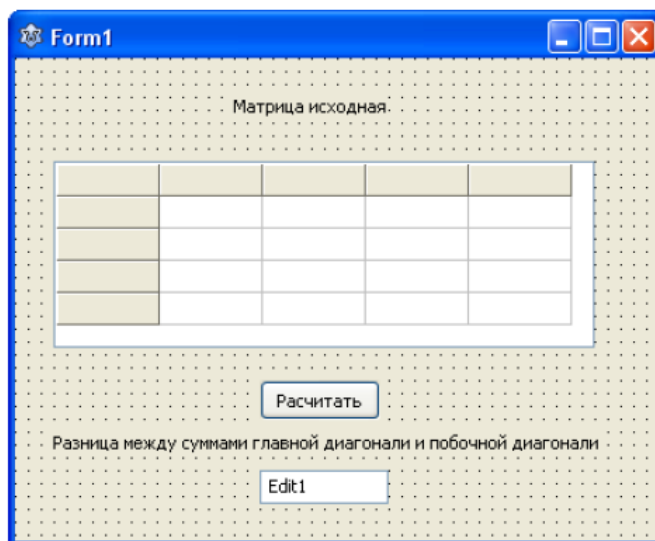 Form1
Матрица исходная
Расчитать
Разница между суммами главной диагонали и побочной диагонали
Edit1